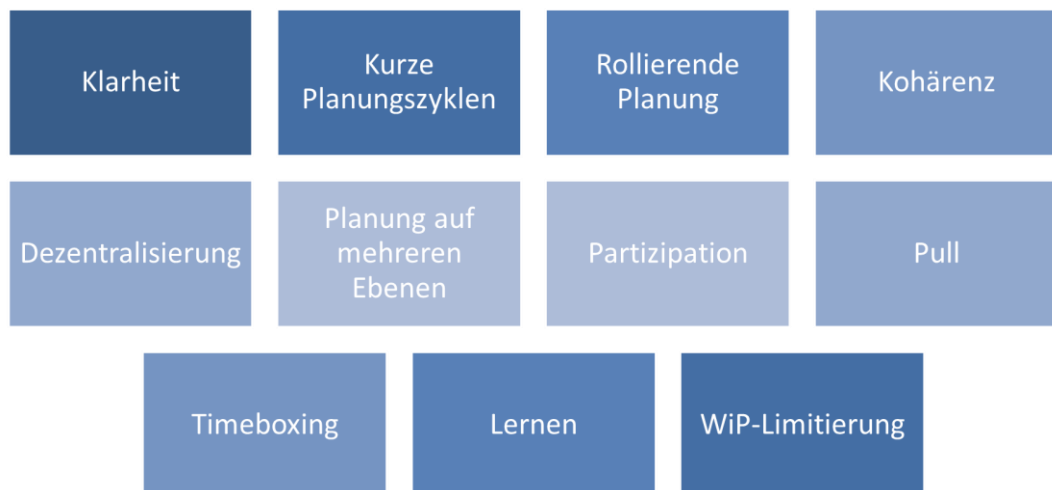 Klarheit
Kurze
Planungszyklen
Rollierende
Planung
Kohärenz
Dezentralisierung
Planung auf
mehreren
Ebenen
Partizipation
Pull
Timeboxing
Lernen
WiP-Limitierung